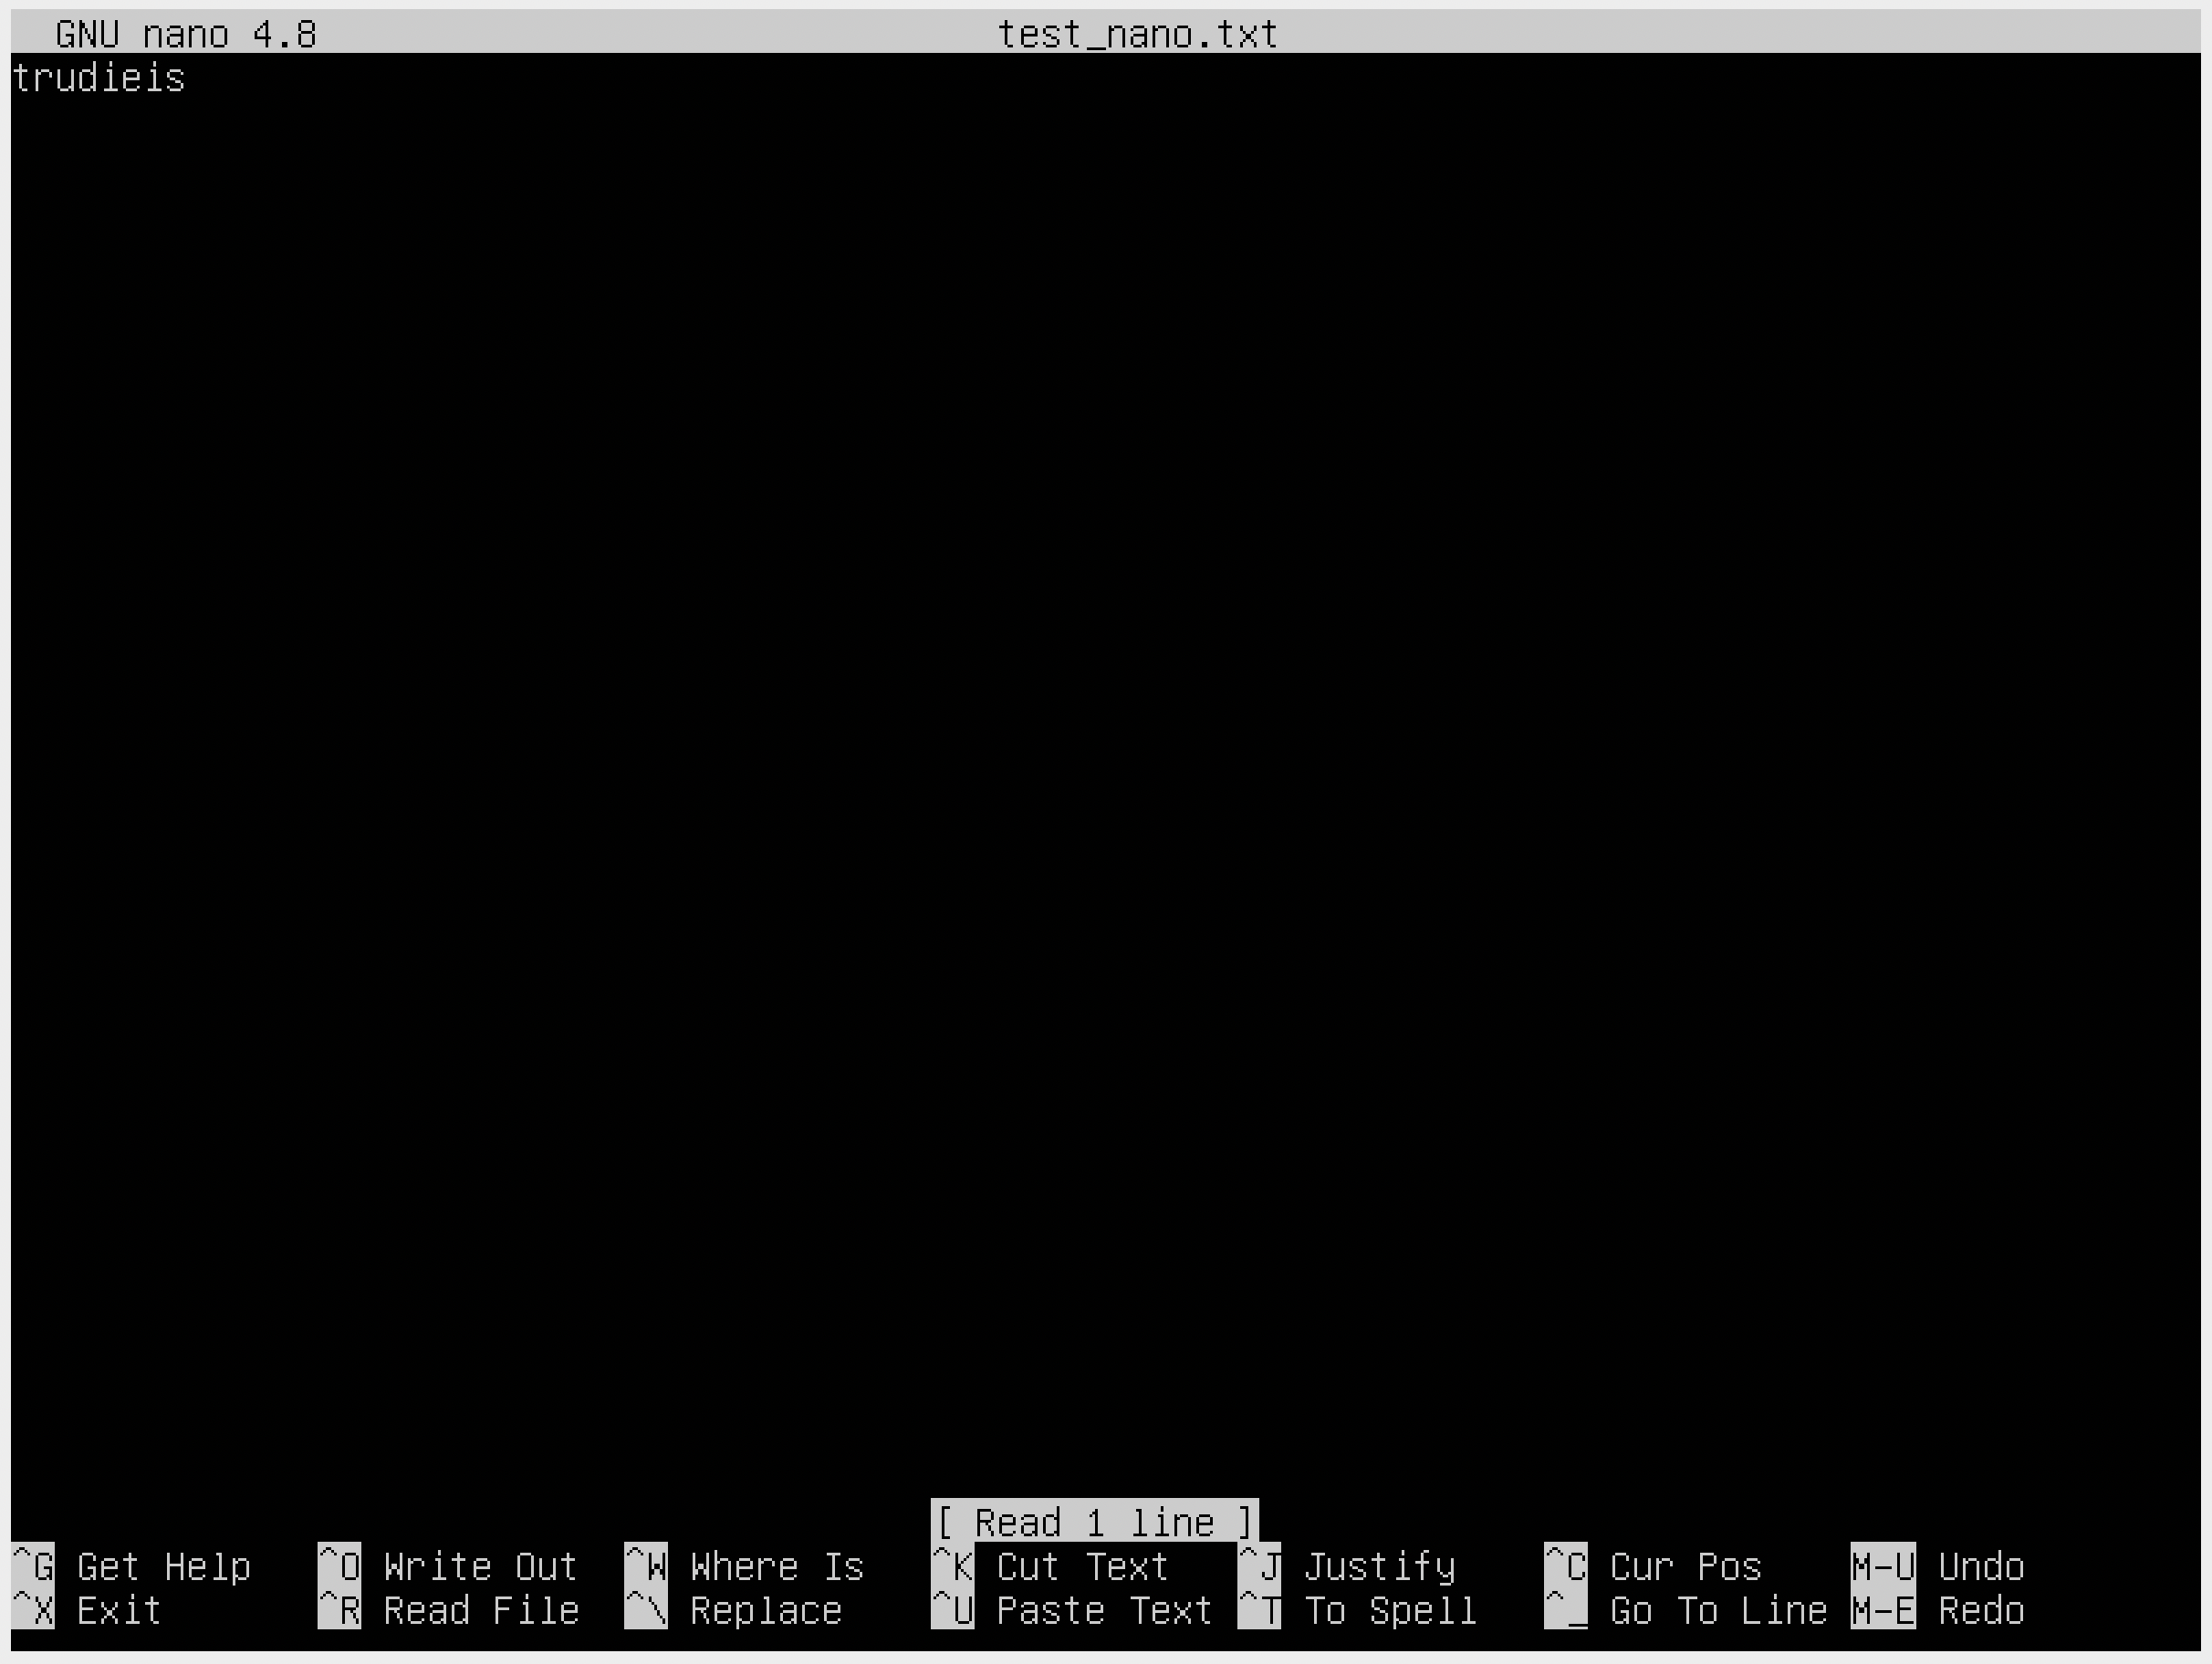 GNU nano 4.8 test_nano.txt
trudieis
[ Read 1 line ]
^G Get Help ^O Write Out ^W Where Is ^K Cut Text ^J Justify ^C Cur Pos M-U Undo
^X Exit ^R Read File ^\ Replace ^U Paste Text ^T To Spell ^_ Go To Line M-E Redo